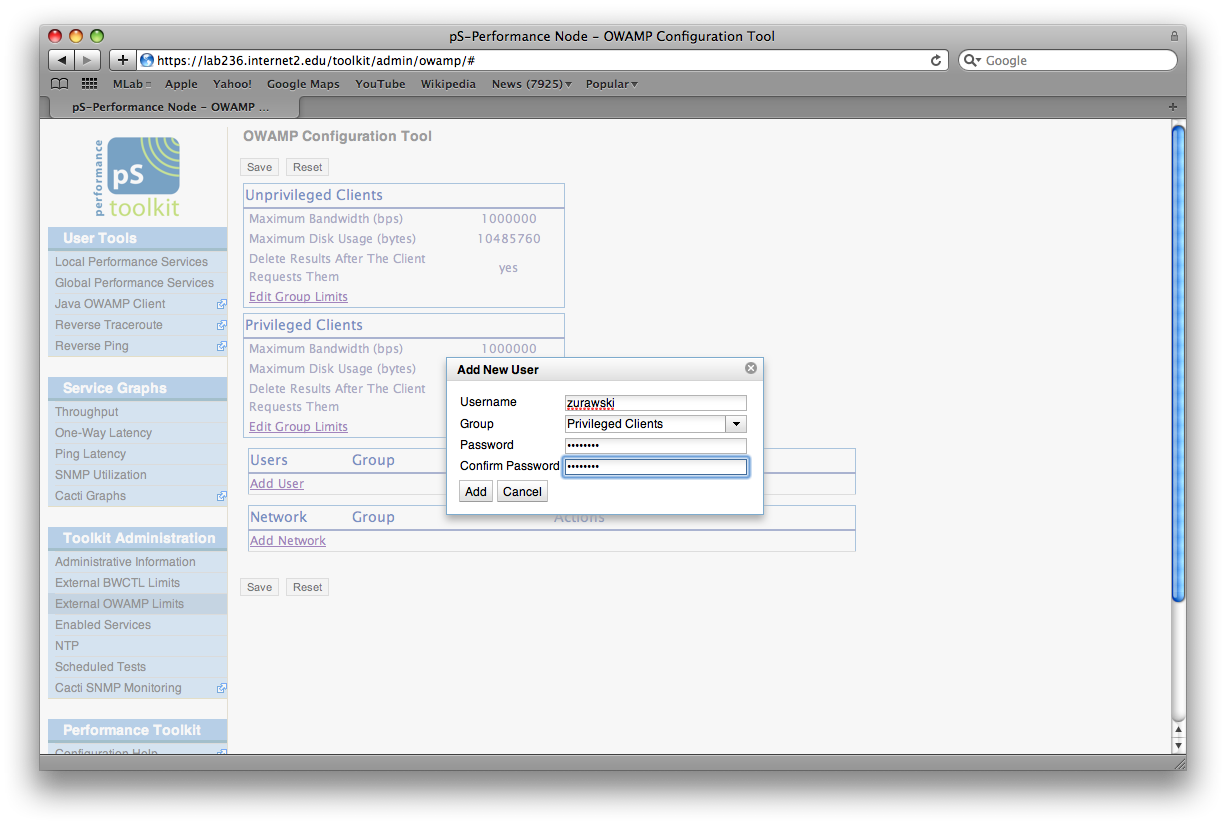 pS-Performance Node – OWAMP Configuration Tool
https://lab236.internet2.edu/toolkit/admin/owamp/#
Google
MLab Apple Yahoo! Google Maps YouTube Wikipedia News (7925) Popular
pS-Performance Node – OWAMP ...
performance
pS
toolkit
User Tools
Local Performance Services
Global Performance Services
Java OWAMP Client
Reverse Traceroute
Reverse Ping
Service Graphs
Throughput
One-Way Latency
Ping Latency
SNMP Utilization
Cacti Graphs
Toolkit Administration
Administrative Information
External BWCTL Limits
External OWAMP Limits
Enabled Services
NTP
Scheduled Tests
Cacti SNMP Monitoring
Performance Toolkit
Configuration Help
OWAMP Configuration Tool
Save Reset
Unprivileged Clients
Maximum Bandwidth (bps) 1000000
Maximum Disk Usage (bytes) 10485760
Delete Results After The Client
Requests Them yes
Edit Group Limits
Privileged Clients
Maximum Bandwidth (bps) 1000000
Maximum Disk Usage (bytes)
Delete Results After The Client
Requests Them
Edit Group Limits
Users Group
Add User
Network Group Actions
Add Network
Save Reset
Add New User
Username zurawski
Group Privileged Clients
Password ••••••••
Confirm Password ••••••••
Add Cancel